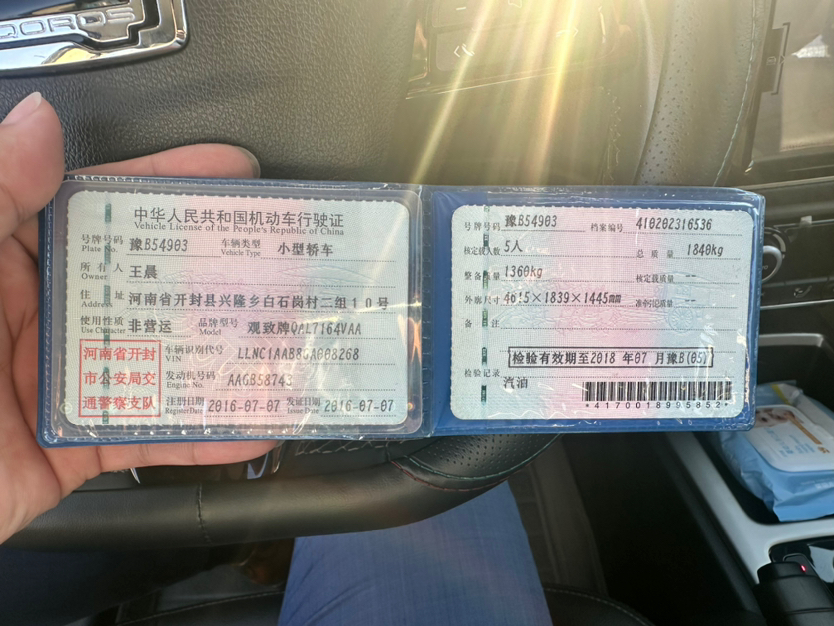 QOROS
中华人民共和国机动车行驶证
Vehicle License of the People's Republic of China
号牌号码 Plate No. 豫B54903 车辆类型 Vehicle Type 小型轿车
所有人 Owner 王晨
住址 Address 河南省开封县兴隆乡白石岗村二组10号
使用性质 Use Character 非营运 品牌型号 Model 观致牌QAL7164VAA
河南省开封
市公安局交
通警察支队
车辆识别代号 VIN
发动机号码 Engine No. AAGB58743
注册日期 Register Date 2016-07-07 发证日期 Issue Date 2016-07-07
号牌号码 豫B54903 档案编号 410202316536
核定载人数 5人 总质量 1840kg
整备质量 1360kg 核定载质量 --
外廓尺寸 4615×1839×1445mm 准牵引总质量 --
备注
检验有效期至2018 年07 月豫B(05)
检验记录
汽油
*4170018995852*